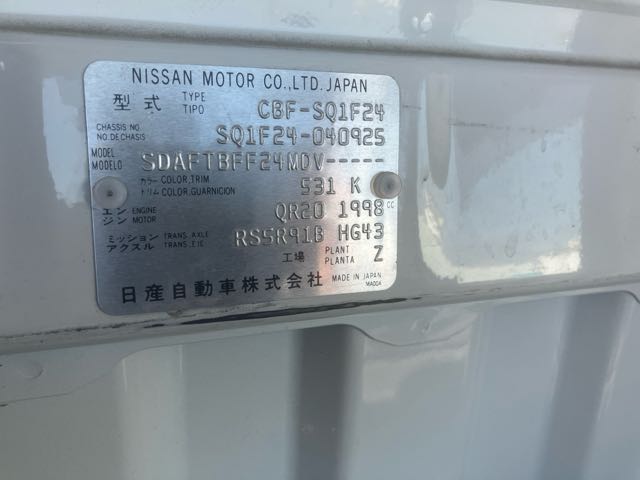 NISSAN MOTOR CO.,LTD. JAPAN
型式 TYPE TIPO CBF-SQ1F24
CHASSIS NO. NO.DE CHASIS SQ1F24-040925
MODEL MODELO SDAFTBFF24MDV-----
カラー COLOR,TRIM
トリム COLOR,GUARNICION 531 K
エンジン ENGINE MOTOR QR20 1998 CC
ミッション TRANS.AXLE
アクスル TRANS.EJE RS5R91B HG43
工場 PLANT PLANTA Z
日産自動車株式会社 MADE IN JAPAN